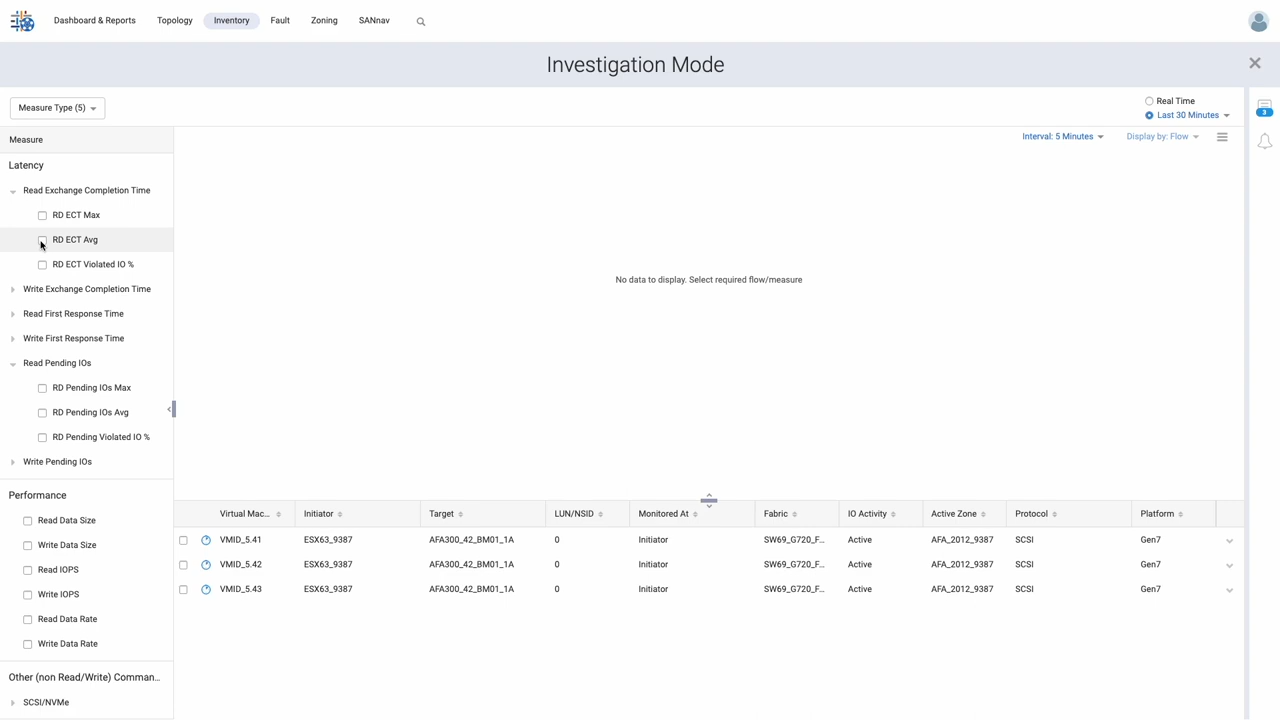 Dashboard & Reports Topology Inventory Fault Zoning SANnav
Investigation Mode
Measure Type (5)
Real Time
Last 30 Minutes
3
Measure
Interval: 5 Minutes Display by: Flow
Latency
Read Exchange Completion Time
RD ECT Max
RD ECT Avg
RD ECT Violated IO %
Write Exchange Completion Time
Read First Response Time
Write First Response Time
Read Pending IOs
RD Pending IOs Max
RD Pending IOs Avg
RD Pending Violated IO %
Write Pending IOs
Performance
Read Data Size
Write Data Size
Read IOPS
Write IOPS
Read Data Rate
Write Data Rate
Other (non Read/Write) Comman...
SCSI/NVMe
No data to display. Select required flow/measure
Virtual Mac... Initiator Target LUN/NSID Monitored At Fabric IO Activity Active Zone Protocol Platform
VMID_5.41 ESX63_9387 AFA300_42_BM01_1A 0 Initiator SW69_G720_F... Active AFA_2012_9387 SCSI Gen7
VMID_5.42 ESX63_9387 AFA300_42_BM01_1A 0 Initiator SW69_G720_F... Active AFA_2012_9387 SCSI Gen7
VMID_5.43 ESX63_9387 AFA300_42_BM01_1A 0 Initiator SW69_G720_F... Active AFA_2012_9387 SCSI Gen7